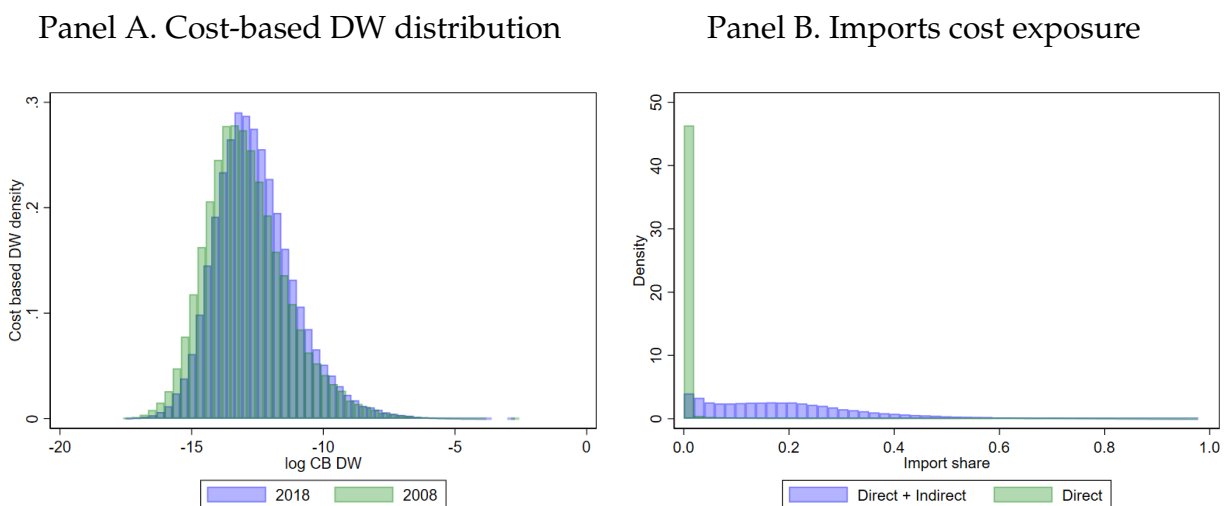 Panel A. Cost-based DW distribution
Cost based DW density
.3
.2
.1
0
-20 -15 -10 -5 0
log CB DW
2018 2008
Panel B. Imports cost exposure
Density
50
40
30
20
10
0
0.0 0.2 0.4 0.6 0.8 1.0
Import share
Direct + Indirect Direct